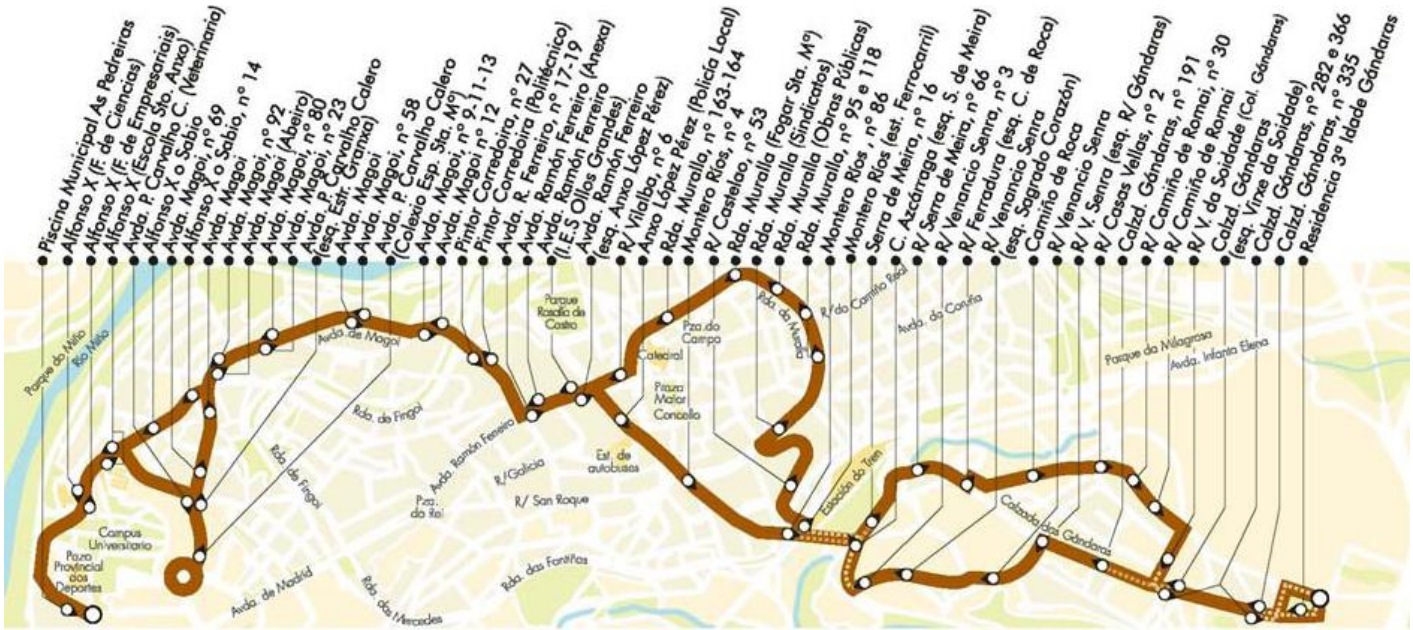 Piscina Municipal As Pedreiras
Alfonso X (F. de Ciencias)
Alfonso X (F. de Empresariais)
Alfonso X (Escola Sto. Anxo)
Avda. P. Carvalho C. (Veterinaria)
Alfonso X o Sabio
Avda. Magoi, nº 69
Alfonso X o Sabio, nº 14
Avda. Magoi
Avda. Magoi, nº 92
Avda. Magoi (Abeiro)
Avda. Magoi, nº 80
Avda. Magoi, nº 23
Avda. P. Carvalho Calero
(esq. Estr. Granxa)
Avda. Magoi, nº 58
Avda. P. Carvalho Calero
(Colexio Esp. Sta. Mª)
Avda. Magoi, nº 9-11-13
Avda. Magoi nº 12
Pintor Corredoira, nº 27
Pintor Corredoira (Politécnico)
Avda. R. Ferreiro, nº 17-19
Avda. Ramón Ferreiro (Anexa)
Avda. Ramón Ferreiro
(I.E.S Ollos Grandes)
Avda. Ramón Ferreiro
(esq. Anxo López Pérez)
R/ Vilalba, nº 6
Anxo López Pérez (Policía Local)
Rda. Muralla, nº 163-164
Montero Ríos, nº 4
R/ Castelao, nº 53
Rda. Muralla (Fogar Sta. Mª)
Rda. Muralla (Sindicatos)
Rda. Muralla (Obras Públicas)
Rda. Muralla, nº 95 e 118
Montero Ríos, nº 86
Montero Ríos (est. Ferrocarril)
Serra de Meira, nº 16
C. Azcárraga (esq. S. de Meira)
R/ Serra de Meira, nº 66
R/ Venancio Senra, nº 3
R/ Ferradura (esq. C. de Roca)
R/ Venancio Senra
(esq. Sagrado Corazón)
Camiño de Roca
R/ Venancio Senra
R/ V. Senra (esq. R/ Gándaras)
R/ Casas Vellas, nº 2
Calzd. Gándaras, nº 191
R/ Camiño de Romai, nº 30
R/ Camiño de Romai
R/ V. da Soidade (Col. Gándaras)
Calzd. Gándaras
(esq. Virxe da Soidade)
Calzd. Gándaras, nº 282 e 366
Calzd. Gándaras, nº 335
Residencia 3ª Idade Gándaras
Parque do Miño
Río Miño
Avda. de Magoi
Parque
Rosalía de
Castro
Catedral
Pza. do
Campo
Rda. da Muralla
R/ do Camiño Real
Avda. da Coruña
Parque da Milagrosa
Avda. Infanta Elena
Praza
Maior
Concello
Rda. de Fingoi
Rda. de Fingoi
Avda. Ramón Ferreiro
R/ Galicia
Est. de
autobuses
Pza.
do Rei
R/ San Roque
Estación do Tren
Calzada das Gándaras
Campus
Universitario
Pazo
Provincial
dos
Deportes
Avda. de Madrid
Rda. das Mercedes
Rda. das Fontiñas